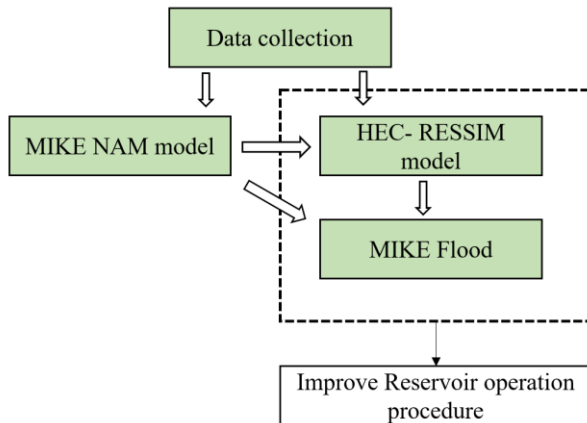 Data collection
MIKE NAM model
HEC- RESSIM
model
MIKE Flood
Improve Reservoir operation
procedure